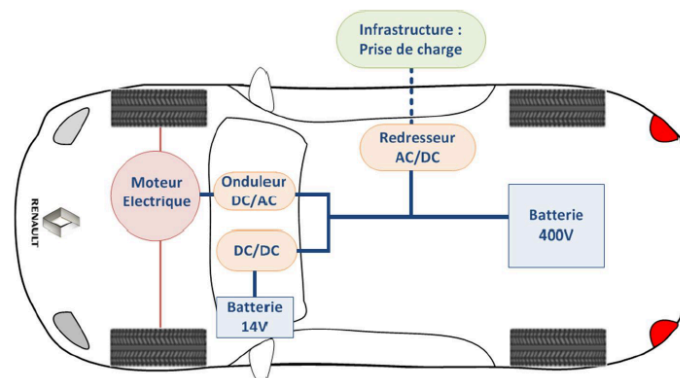 Infrastructure :
Prise de charge
Redresseur
AC/DC
Moteur
Electrique
Onduleur
DC/AC
DC/DC
Batterie
14V
Batterie
400V
RENAULT